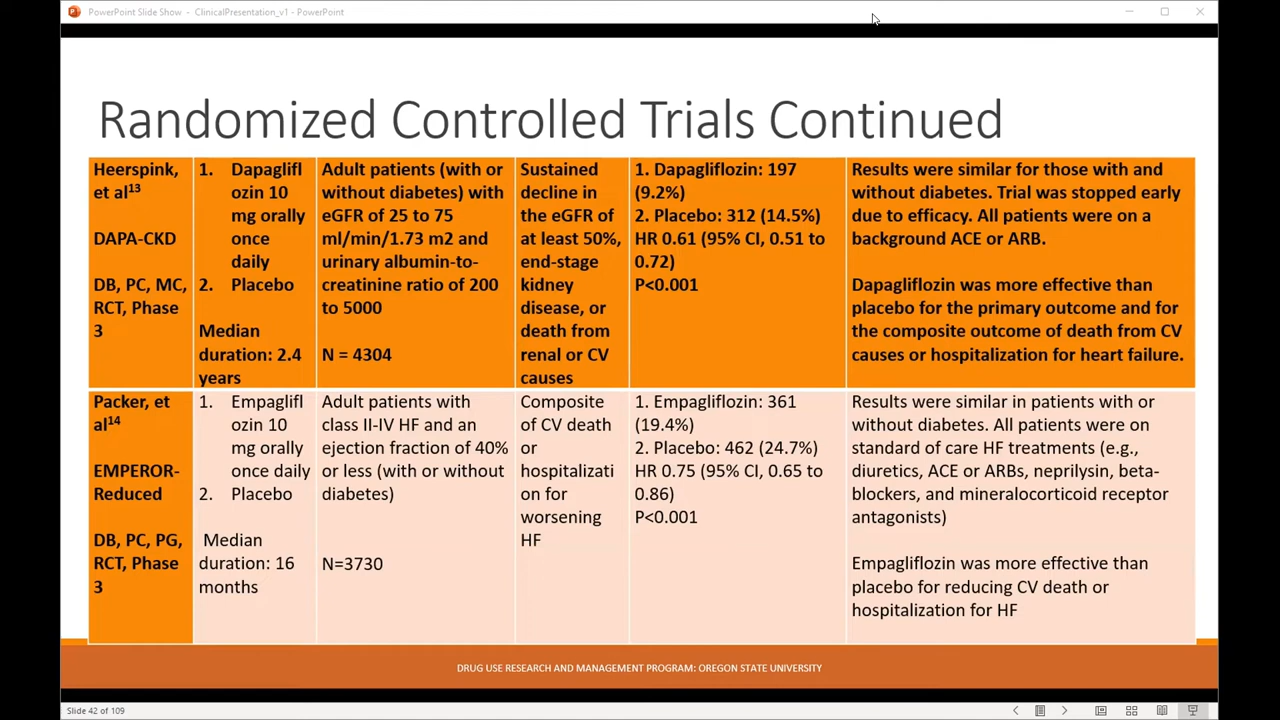 PowerPoint Slide Show - ClinicalPresentation_v1 - PowerPoint
Randomized Controlled Trials Continued
Heerspink,
et al13
DAPA-CKD
DB, PC, MC,
RCT, Phase
3
1. Dapaglifl
ozin 10
mg orally
once
daily
2. Placebo
Median
duration: 2.4
years
Adult patients (with or
without diabetes) with
eGFR of 25 to 75
ml/min/1.73 m2 and
urinary albumin-to-
creatinine ratio of 200
to 5000
N = 4304
Sustained
decline in
the eGFR of
at least 50%,
end-stage
kidney
disease, or
death from
renal or CV
causes
1. Dapagliflozin: 197
(9.2%)
2. Placebo: 312 (14.5%)
HR 0.61 (95% CI, 0.51 to
0.72)
P<0.001
Results were similar for those with and
without diabetes. Trial was stopped early
due to efficacy. All patients were on a
background ACE or ARB.
Dapagliflozin was more effective than
placebo for the primary outcome and for
the composite outcome of death from CV
causes or hospitalization for heart failure.
Packer, et
al14
EMPEROR-
Reduced
DB, PC, PG,
RCT, Phase
3
1. Empaglifl
ozin 10
mg orally
once daily
2. Placebo
Median
duration: 16
months
Adult patients with
class II-IV HF and an
ejection fraction of 40%
or less (with or without
diabetes)
N=3730
Composite
of CV death
or
hospitalizati
on for
worsening
HF
1. Empagliflozin: 361
(19.4%)
2. Placebo: 462 (24.7%)
HR 0.75 (95% CI, 0.65 to
0.86)
P<0.001
Results were similar in patients with or
without diabetes. All patients were on
standard of care HF treatments (e.g.,
diuretics, ACE or ARBs, neprilysin, beta-
blockers, and mineralocorticoid receptor
antagonists)
Empagliflozin was more effective than
placebo for reducing CV death or
hospitalization for HF
DRUG USE RESEARCH AND MANAGEMENT PROGRAM: OREGON STATE UNIVERSITY
Slide 42 of 109